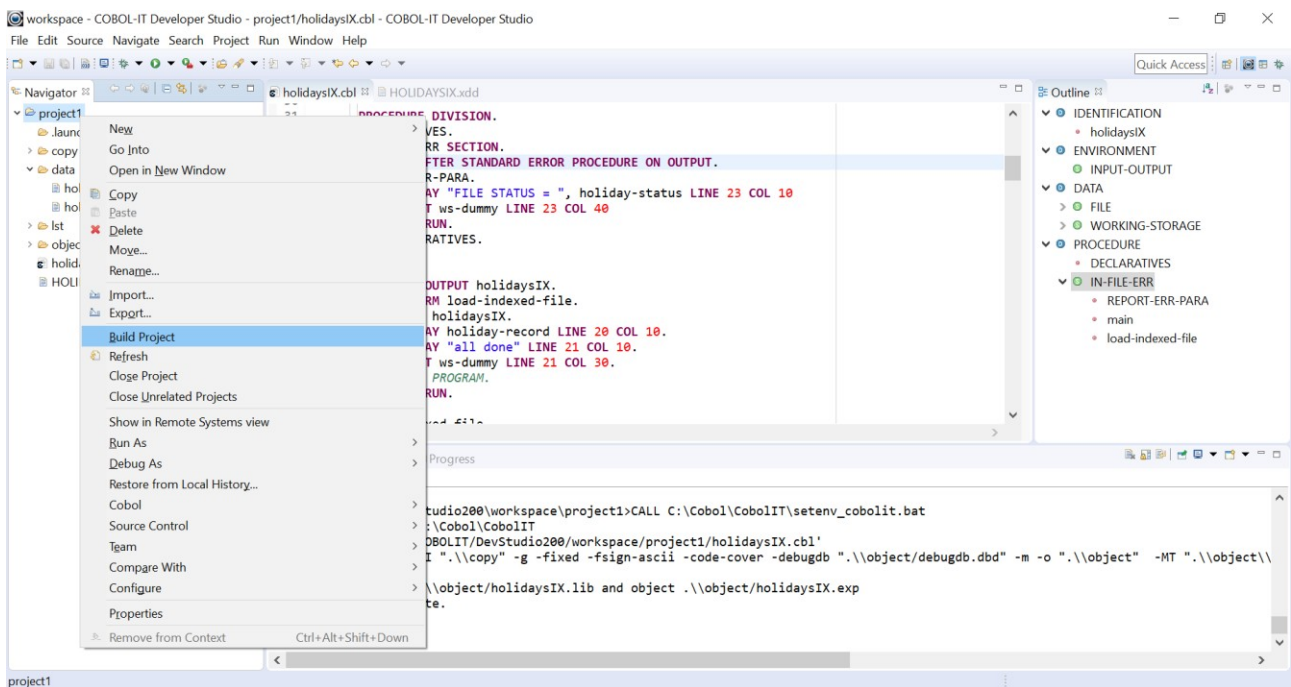 workspace - COBOL-IT Developer Studio - project1/holidaysIX.cbl - COBOL-IT Developer Studio
File Edit Source Navigate Search Project Run Window Help
Quick Access
Navigator
project1
.laun
copy
data
hol
hol
lst
objec
holid
HOLI
New
Go Into
Open in New Window
Copy
Paste
Delete
Move...
Rename...
Import...
Export...
Build Project
Refresh
Close Project
Close Unrelated Projects
Show in Remote Systems view
Run As
Debug As
Restore from Local History...
Cobol
Source Control
Team
Compare With
Configure
Properties
Remove from Context Ctrl+Alt+Shift+Down
holidaysIX.cbl HOLIDAYSIX.xdd
31 PROCEDURE DIVISION.
VES.
RR SECTION.
FTER STANDARD ERROR PROCEDURE ON OUTPUT.
R-PARA.
AY "FILE STATUS = ", holiday-status LINE 23 COL 10
T ws-dummy LINE 23 COL 40
RUN.
RATIVES.
OUTPUT holidaysIX.
RM load-indexed-file.
holidaysIX.
AY holiday-record LINE 20 COL 10.
AY "all done" LINE 21 COL 10.
T ws-dummy LINE 21 COL 30.
PROGRAM.
RUN.
Progress
tudio200\workspace\project1>CALL C:\Cobol\CobolIT\setenv_cobolit.bat
:\Cobol\CobolIT
OBOLIT/DevStudio200/workspace/project1/holidaysIX.cbl'
I ".\\copy" -g -fixed -fsign-ascii -code-cover -debugdb ".\\object/debugdb.dbd" -m -o ".\\object" -MT ".\\object\\
\\object/holidaysIX.lib and object .\\object/holidaysIX.exp
te.
Outline
IDENTIFICATION
holidaysIX
ENVIRONMENT
INPUT-OUTPUT
DATA
FILE
WORKING-STORAGE
PROCEDURE
DECLARATIVES
IN-FILE-ERR
REPORT-ERR-PARA
main
load-indexed-file
project1